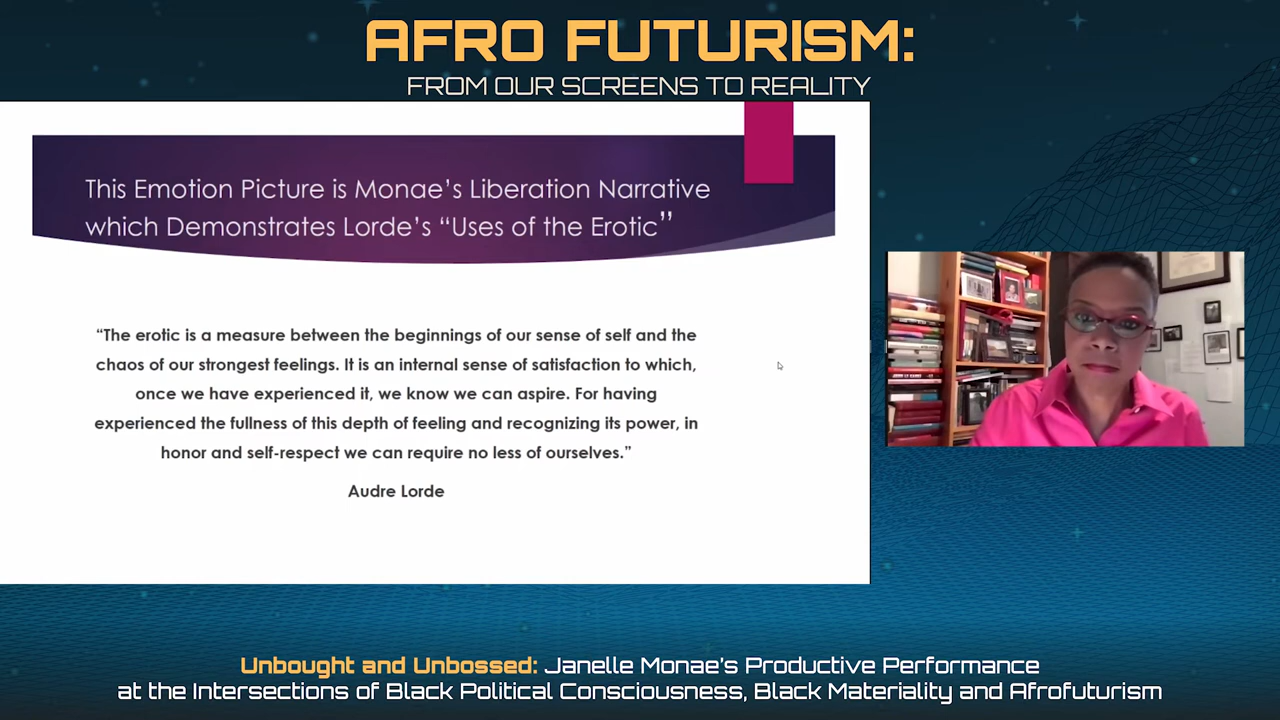 AFRO FUTURISM:
FROM OUR SCREENS TO REALITY
This Emotion Picture is Monae’s Liberation Narrative
which Demonstrates Lorde’s “Uses of the Erotic”
“The erotic is a measure between the beginnings of our sense of self and the
chaos of our strongest feelings. It is an internal sense of satisfaction to which,
once we have experienced it, we know we can aspire. For having
experienced the fullness of this depth of feeling and recognizing its power, in
honor and self-respect we can require no less of ourselves.”
Audre Lorde
Unbought and Unbossed: Janelle Monae’s Productive Performance
at the Intersections of Black Political Consciousness, Black Materiality and Afrofuturism